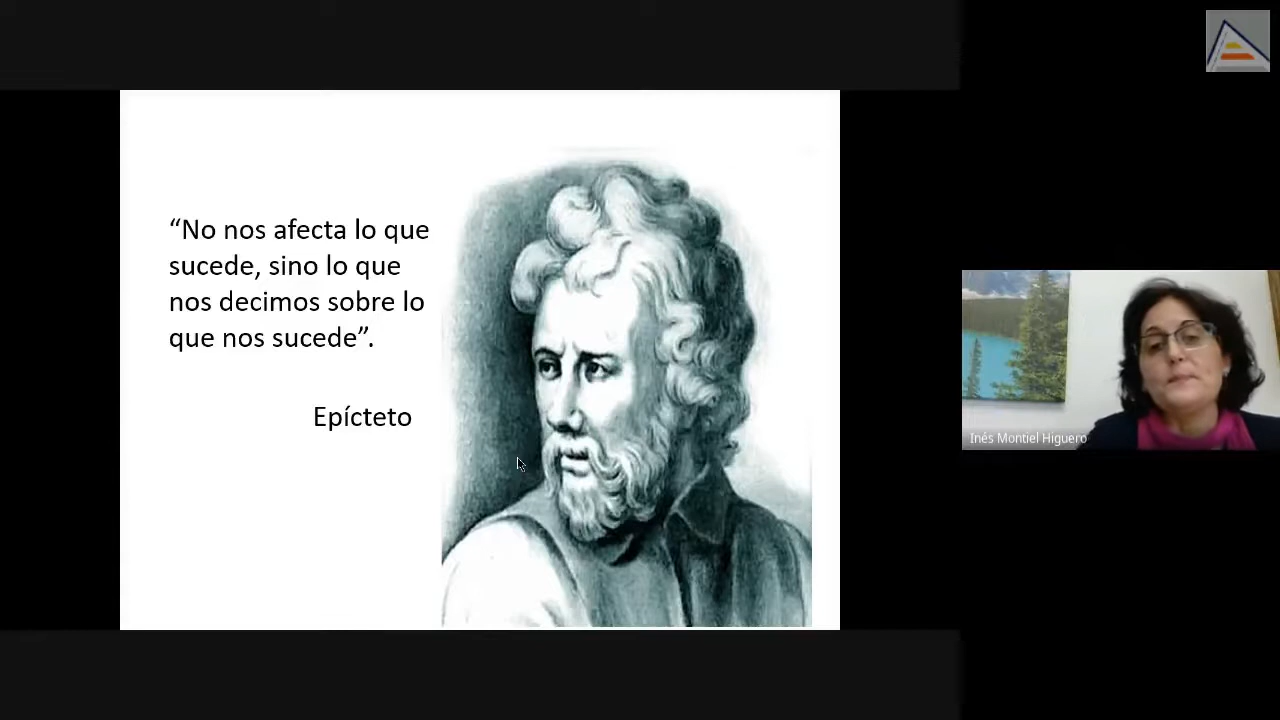 “No nos afecta lo que
sucede, sino lo que
nos decimos sobre lo
que nos sucede”.
Epícteto
Inés Montiel Higuero